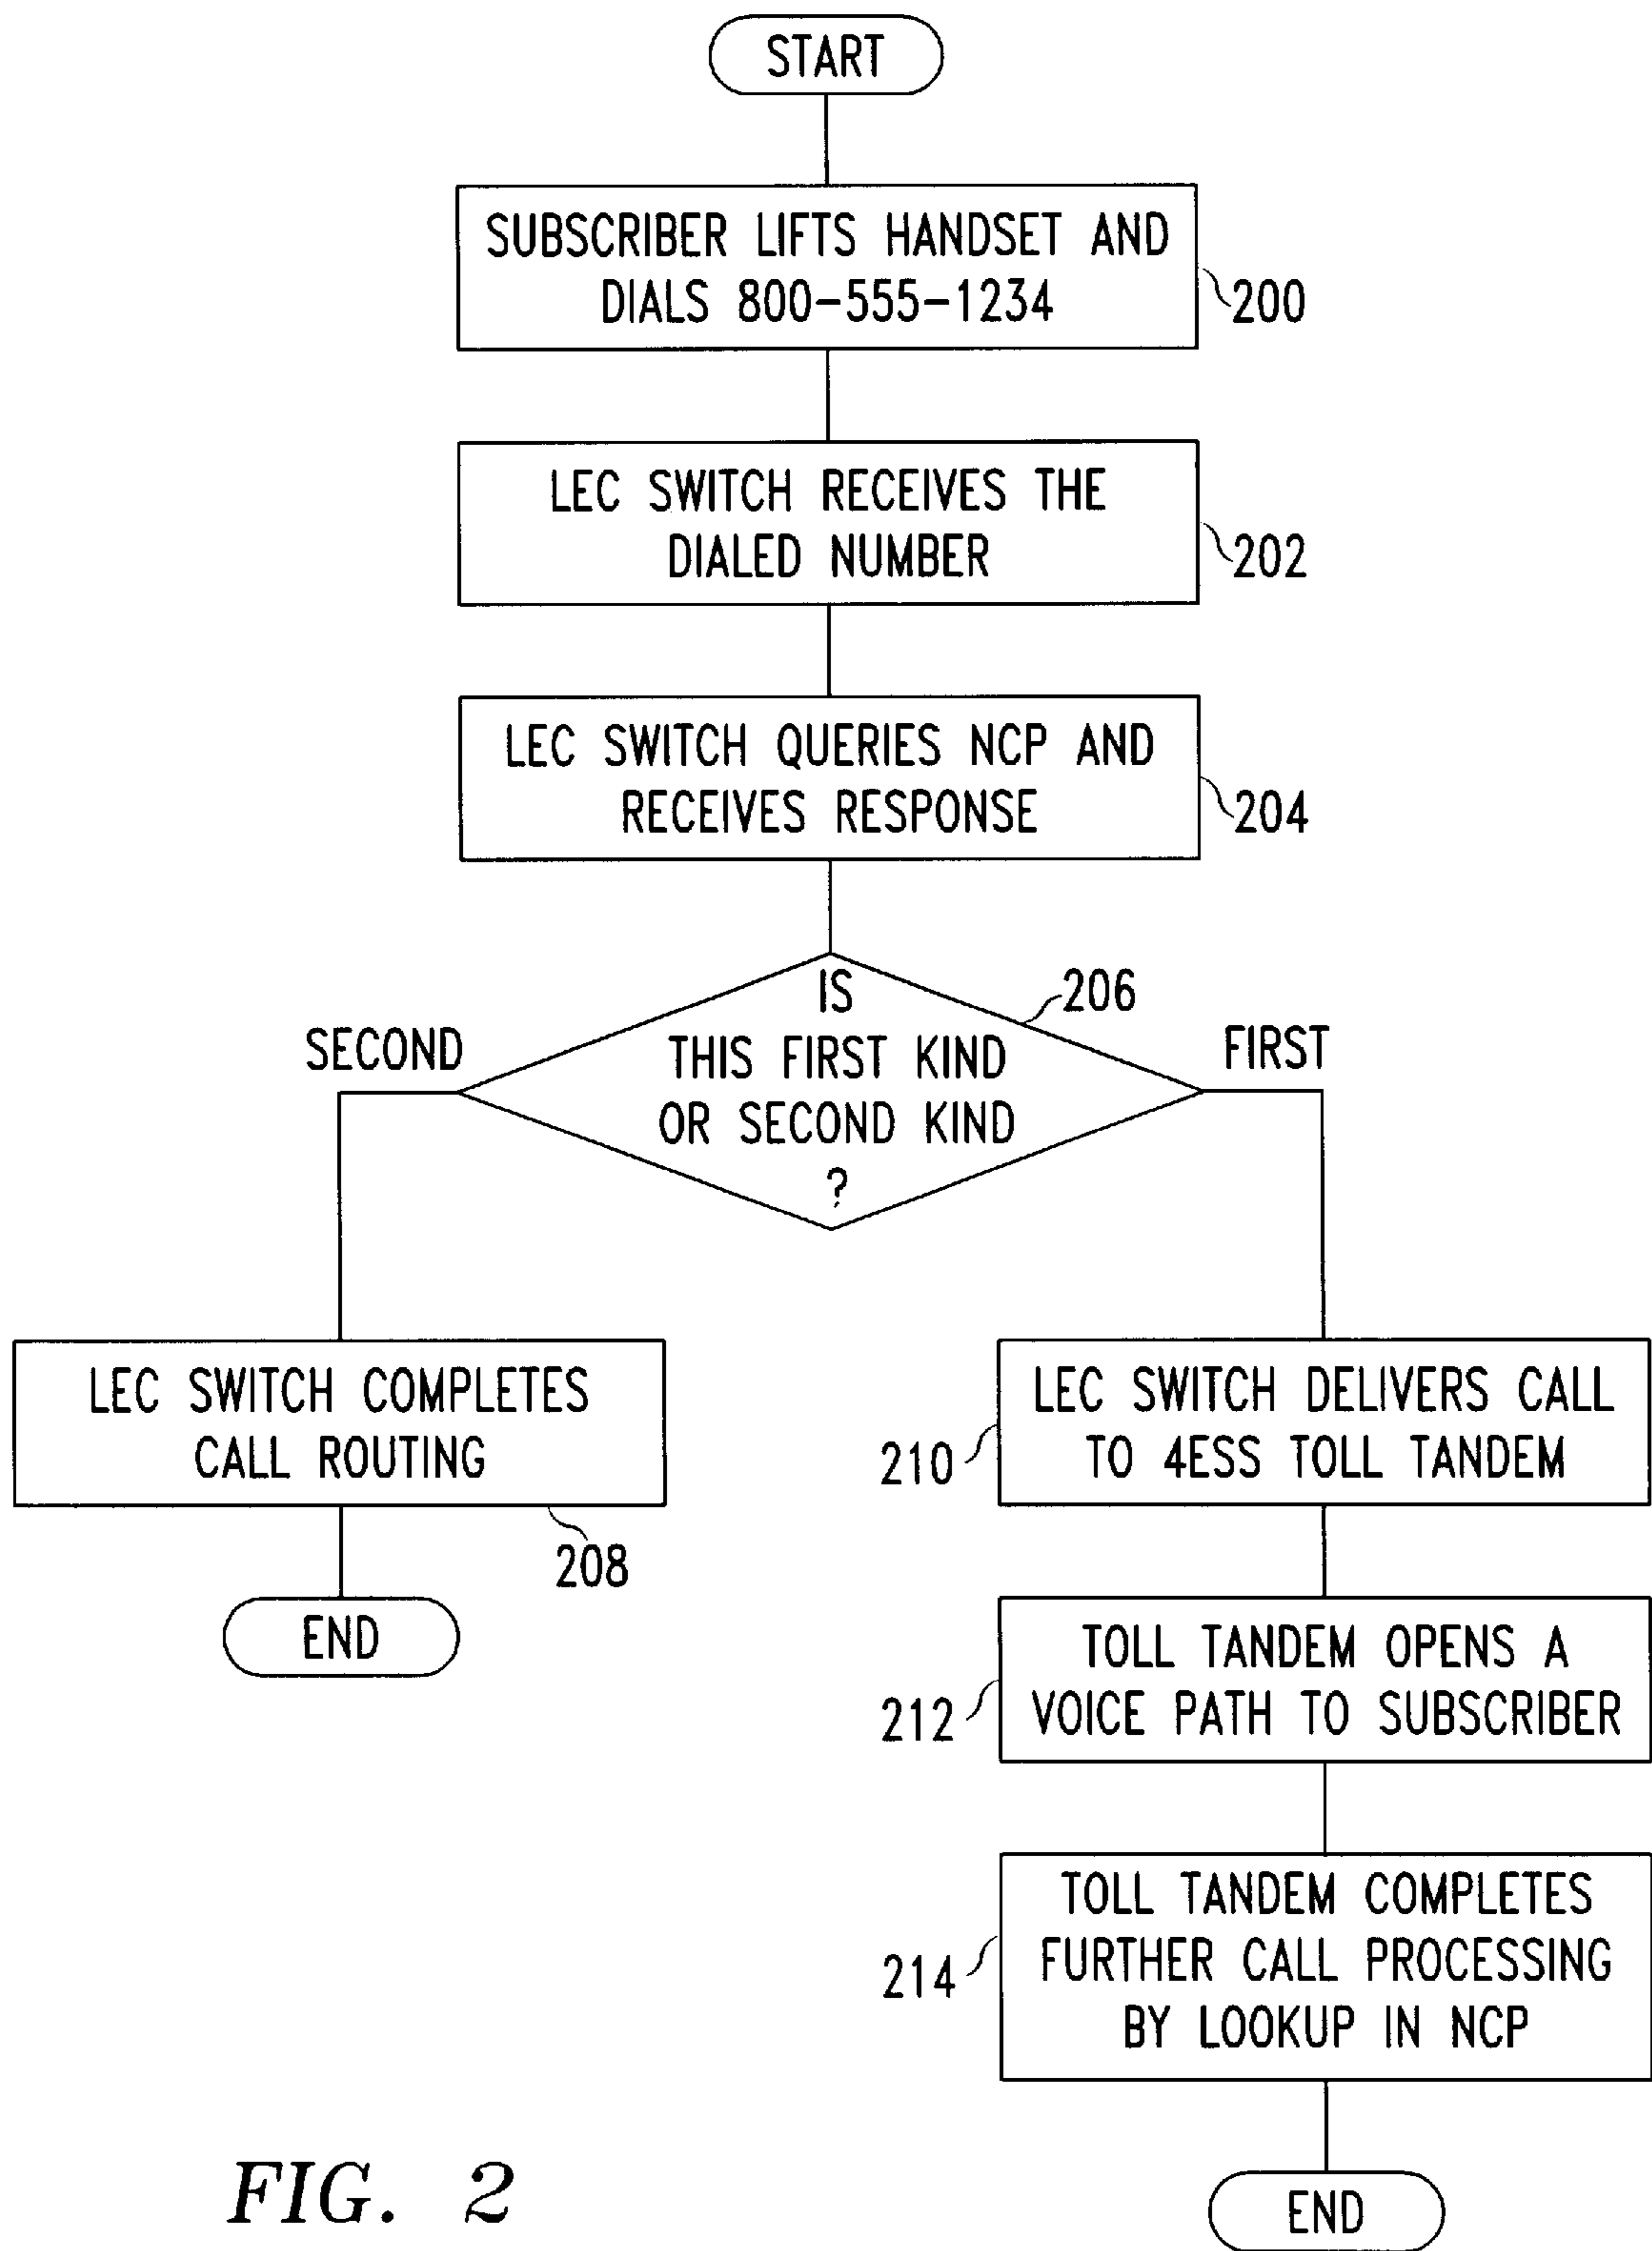 START
SUBSCRIBER LIFTS HANDSET AND
DIALS 800-555-1234
200
LEC SWITCH RECEIVES THE
DIALED NUMBER
202
LEC SWITCH QUERIES NCP AND
RECEIVES RESPONSE
204
IS
THIS FIRST KIND
OR SECOND KIND
?
206
SECOND
FIRST
LEC SWITCH COMPLETES
CALL ROUTING
208
END
LEC SWITCH DELIVERS CALL
TO 4ESS TOLL TANDEM
210
TOLL TANDEM OPENS A
VOICE PATH TO SUBSCRIBER
212
TOLL TANDEM COMPLETES
FURTHER CALL PROCESSING
BY LOOKUP IN NCP
214
END
FIG. 2